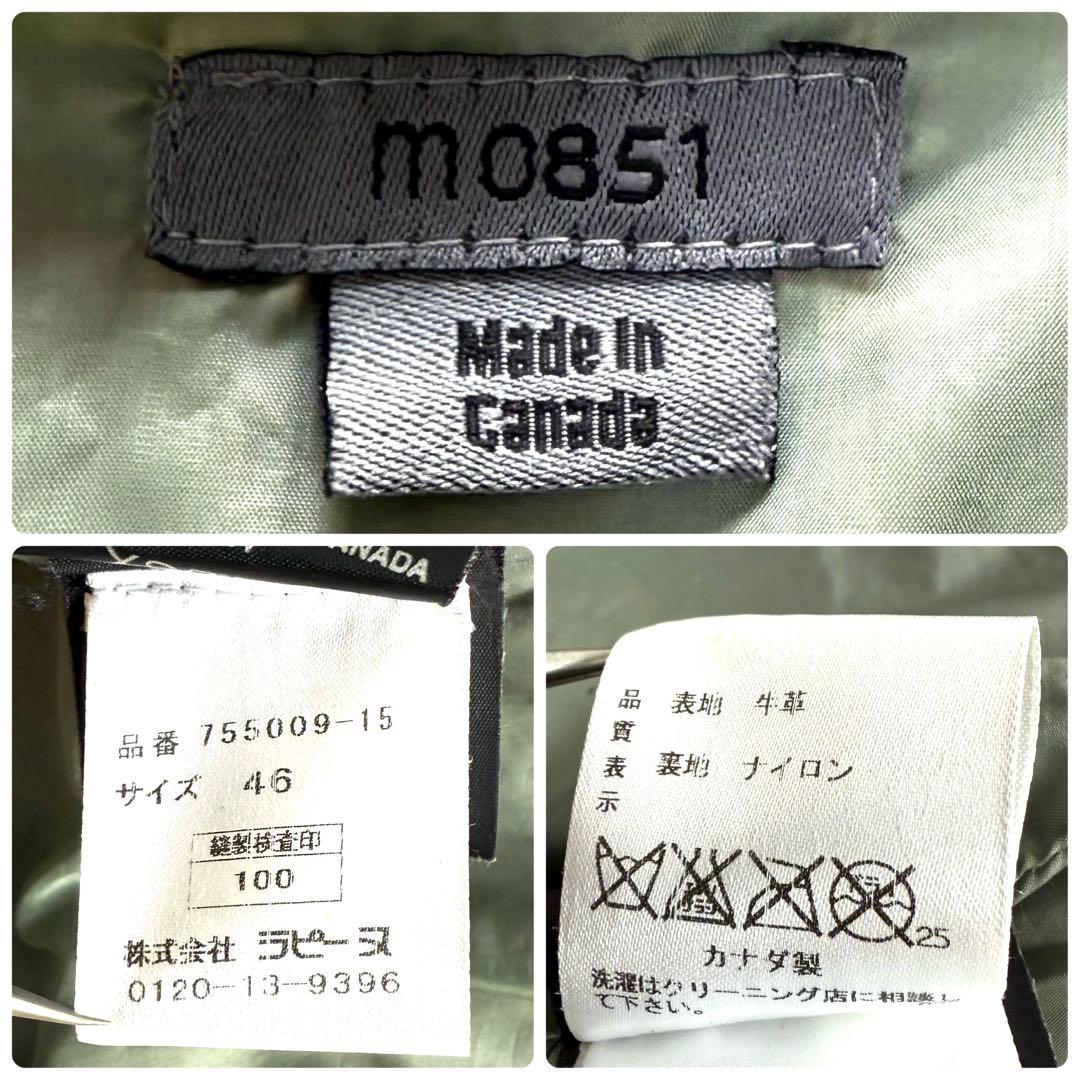 m0851
Made in
Canada
CANADA
品番 755009-15
サイズ 46
縫製検査印
100
株式会社 ラピーヌ
0120-13-9396
品質表示
表地 牛革
裏地 ナイロン
25
カナダ製
洗濯はクリーニング店に相談し
て下さい。